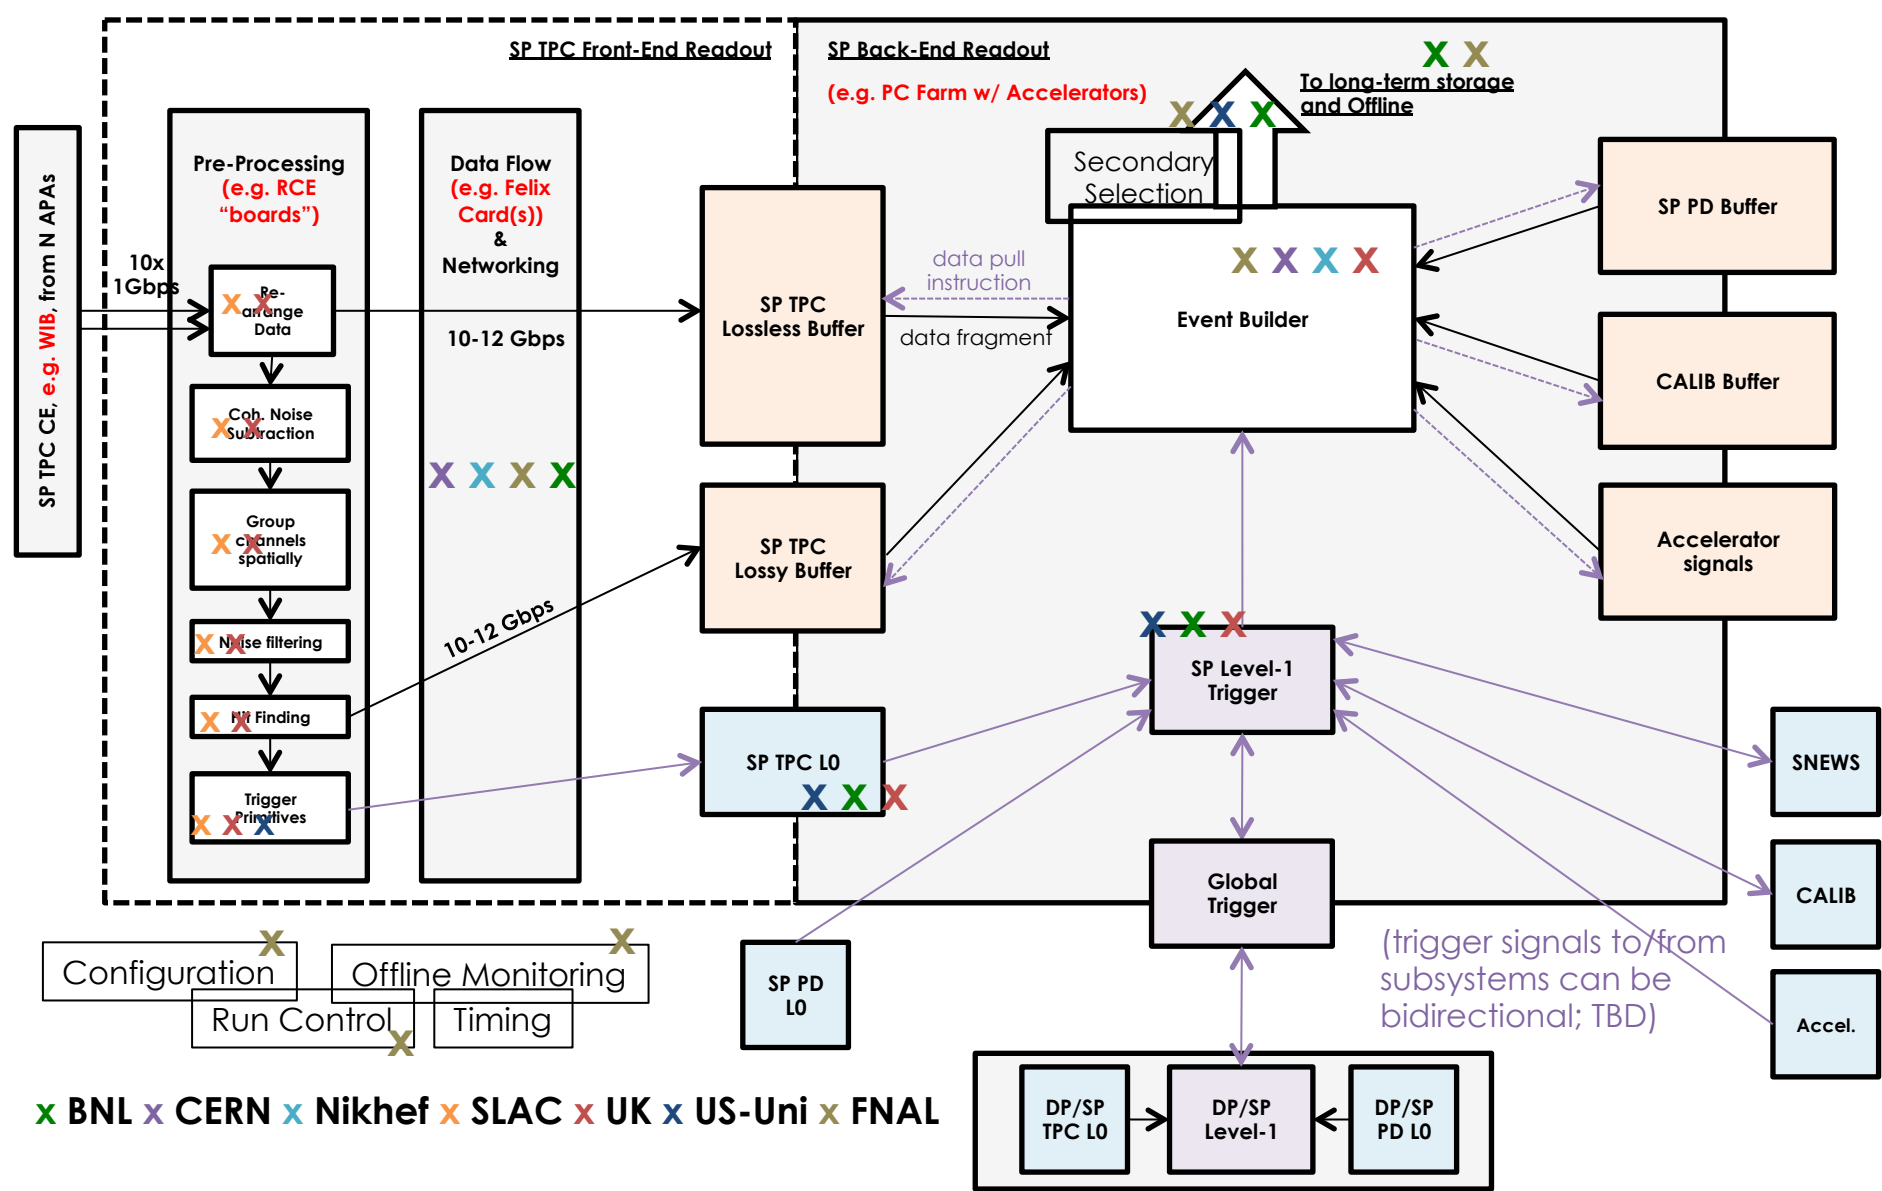 SP TPC Front-End Readout
SP Back-End Readout
(e.g. PC Farm w/ Accelerators)
X X
To long-term storage
and Offline
X X X
SP TPC CE, e.g. WIB, from N APAs
10x
1Gbps
Pre-Processing
(e.g. RCE
“boards”)
Re-
arrange
Data
X X
Coh. Noise
Subtraction
X X
Group
channels
spatially
X X
Noise filtering
X X
Hit Finding
X X
Trigger
Primitives
X X X
Data Flow
(e.g. Felix
Card(s))
&
Networking
10-12 Gbps
X X X X
10-12 Gbps
SP TPC
Lossless Buffer
SP TPC
Lossy Buffer
SP TPC L0
X X X
data pull
instruction
data fragment
Secondary
Selection
X X X X
Event Builder
SP PD Buffer
CALIB Buffer
Accelerator
signals
X X X
SP Level-1
Trigger
Global
Trigger
SNEWS
CALIB
Accel.
(trigger signals to/from
subsystems can be
bidirectional; TBD)
SP PD
L0
Configuration
X
Offline Monitoring
X
Run Control
X
Timing
DP/SP
TPC L0
DP/SP
Level-1
DP/SP
PD L0
x BNL x CERN x Nikhef x SLAC x UK x US-Uni x FNAL